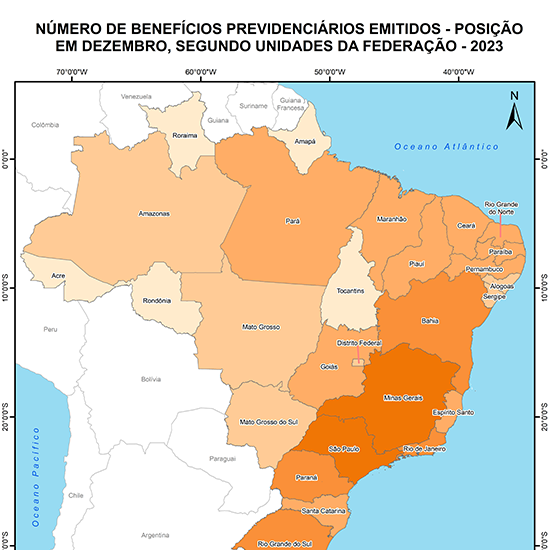 NÚMERO DE BENEFÍCIOS PREVIDENCIÁRIOS EMITIDOS - POSIÇÃO
EM DEZEMBRO, SEGUNDO UNIDADES DA FEDERAÇÃO - 2023
70°0'0"
60°0'0"
50°0'0"
40°0'0"
Venezuela
Suriname
Guiana
Francesa
Guiana
Colômbia
N
Roraima
Amapá
Oceano Atlântico
0°0'0"
0°0'0"
Rio Grande
do Norte
Amazonas
Pará
Maranhão
Ceará
Paraíba
Piauí
Pernambuco
Acre
Rondônia
Tocantins
Alogoas
Sergipe
10°0'0"S
10°0'0"S
Peru
Mato Grosso
Bahia
Distrito Federal
Goiás
Bolívia
Minas Gerais
Espírito Santo
20°0'0"S
20°0'0"S
Mato Grosso do Sul
São Paulo
Rio de Janeiro
Paraguai
Oceano Pacífico
Paraná
Chile
Santa Catarina
Argentina
Rio Grande do Sul